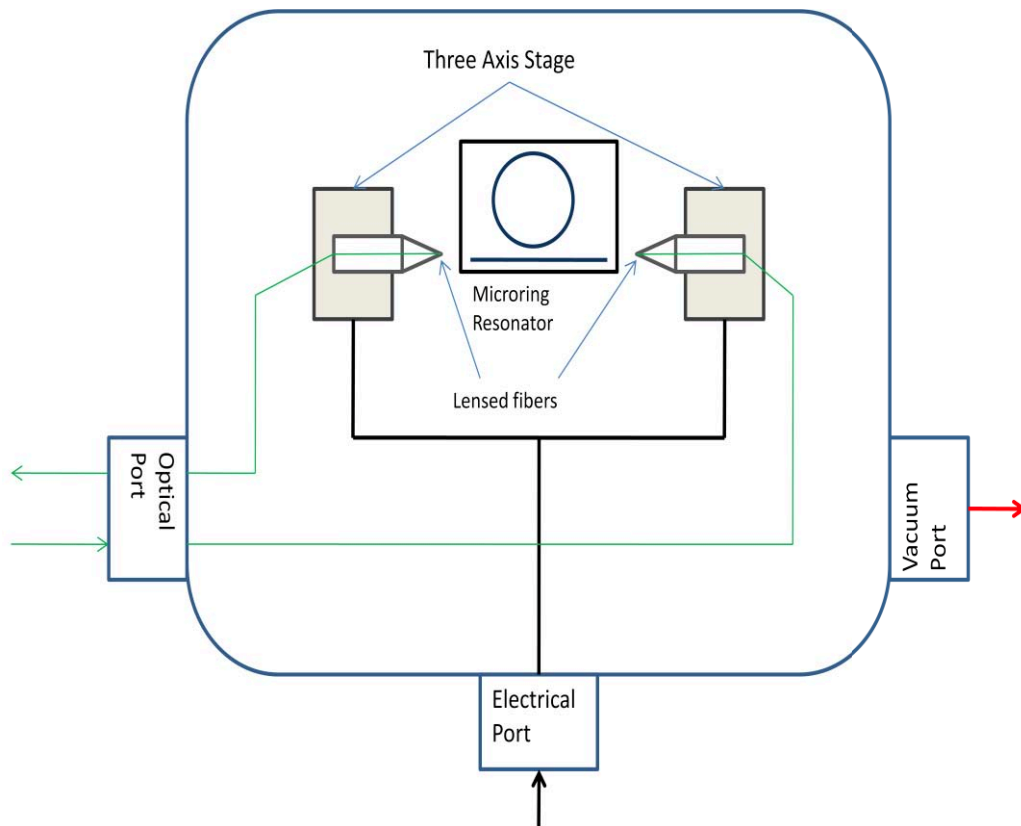 Three Axis Stage
Microring
Resonator
Lensed fibers
Optical
Port
Vacuum
Port
Electrical
Port